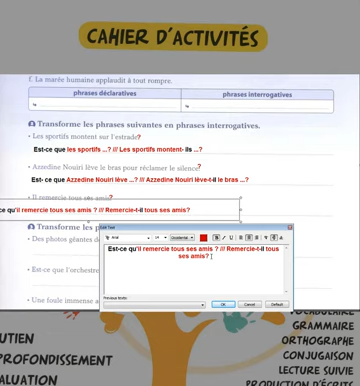 CAHIER D'ACTIVITÉS
f. La marée humaine applaudit à tout rompre.
phrases déclaratives phrases interrogatives
Transforme les phrases suivantes en phrases interrogatives.
• Les sportifs montent sur l'estrade?
Est-ce que les sportifs ...? /// Les sportifs montent- ils ...?
• Azzedine Nouiri lève le bras pour réclamer le silence?
Est- ce que Azzedine Nouiri lève ...? /// Azzedine Nouiri lève-t-il le bras ...?
• Il remercie tous ses amis?
ce qu'il remercie tous ses amis ? /// Remercie-t-il tous ses amis?
Transforme les p
• Des photos géantes d
• Est-ce que l'orchestre
• Une foule immense a
Edit Text
Arial 14 Occidental B I U
Est-ce qu'il remercie tous ses amis ? /// Remercie-t-il tous
ses amis?
Previous texts:
OK Cancel Default
UTIEN
PROFONDISSEMENT
ALUATION
VOCABULAIRE
GRAMMAIRE
ORTHOGRAPHE
CONJUGAISON
LECTURE SUIVIE
PRODUCTION D'ÉCRITS